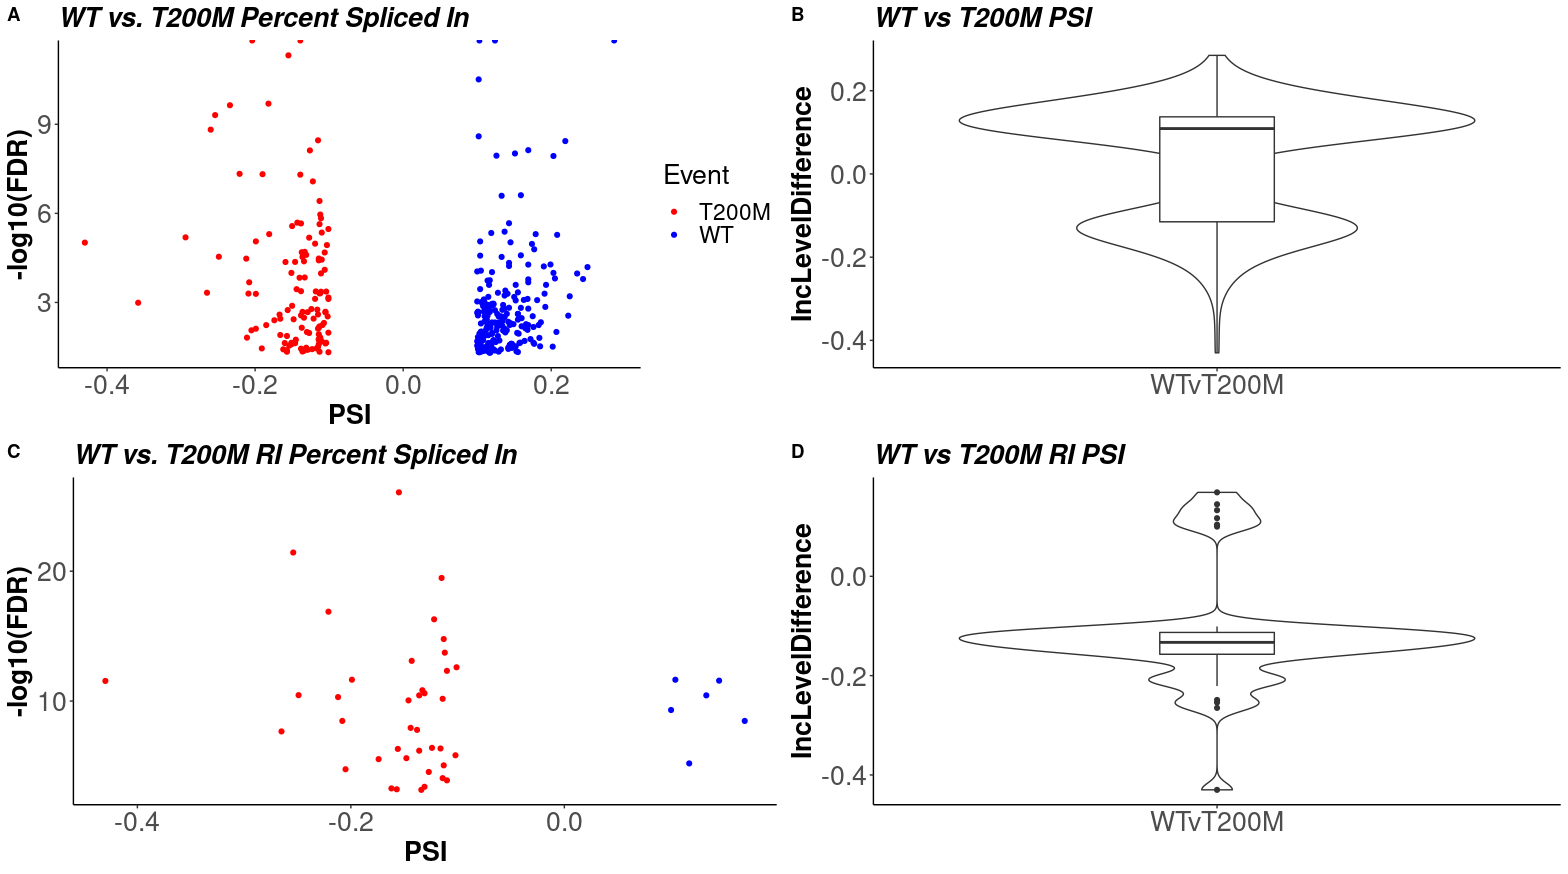 A
WT vs. T200M Percent Spliced In
-log10(FDR)
9
6
3
-0.4
-0.2
0.0
0.2
PSI
Event
T200M
WT
B
WT vs T200M PSI
IncLevelDifference
0.2
0.0
-0.2
-0.4
WTvT200M
C
WT vs. T200M RI Percent Spliced In
-log10(FDR)
20
10
-0.4
-0.2
0.0
PSI
D
WT vs T200M RI PSI
IncLevelDifference
0.0
-0.2
-0.4
WTvT200M